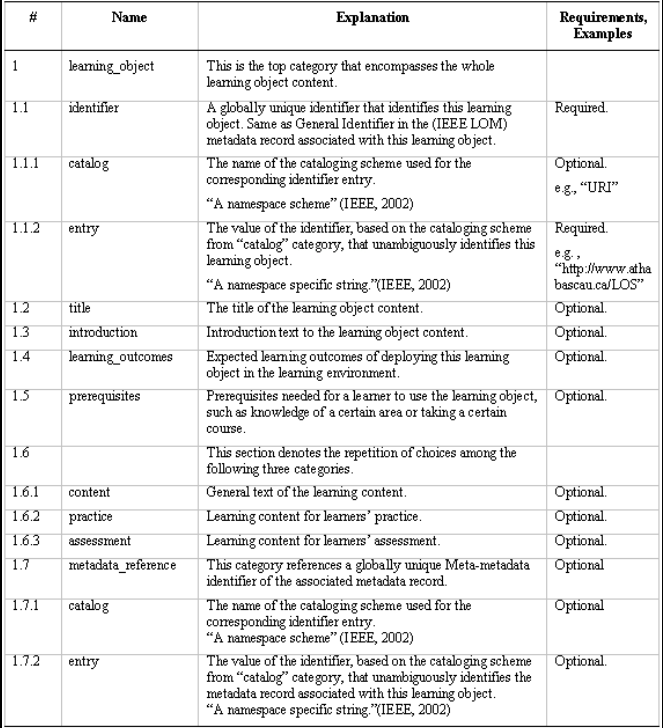 # Name Explanation Requirements,
Examples
1 learning_object This is the top category that encompasses the whole
learning object content.
1.1 identifier A globally unique identifier that identifies this learning Required.
object. Same as General Identifier in the (IEEE LOM)
metadata record associated with this learning object.
1.1.1 catalog The name of the cataloging scheme used for the Optional.
corresponding identifier entry. e.g., “URI”
“A namespace scheme” (IEEE, 2002)
1.1.2 entry The value of the identifier, based on the cataloging scheme Required.
from “catalog” category, that unambiguously identifies this e.g. ,
learning object. “http://www.atha
“A namespace specific string.”(IEEE, 2002) bascau.ca/LOS”
1.2 title The title of the learning object content. Optional.
1.3 introduction Introduction text to the learning object content. Optional.
1.4 learning_outcomes Expected learning outcomes of deploying this learning Optional.
object in the learning environment.
1.5 prerequisites Prerequisites needed for a learner to use the learning object, Optional.
such as knowledge of a certain area or taking a certain
course.
1.6 This section denotes the repetition of choices among the
following three categories.
1.6.1 content General text of the learning content. Optional.
1.6.2 practice Learning content for learners’ practice. Optional.
1.6.3 assessment Learning content for learners’ assessment. Optional.
1.7 metadata_reference This category references a globally unique Meta-metadata Optional
identifier of the associated metadata record.
1.7.1 catalog The name of the cataloging scheme used for the Optional
corresponding identifier entry.
“A namespace scheme” (IEEE, 2002)
1.7.2 entry The value of the identifier, based on the cataloging scheme Optional.
from “catalog” category, that unambiguously identifies the
metadata record associated with this learning object.
“A namespace specific string.”(IEEE, 2002)